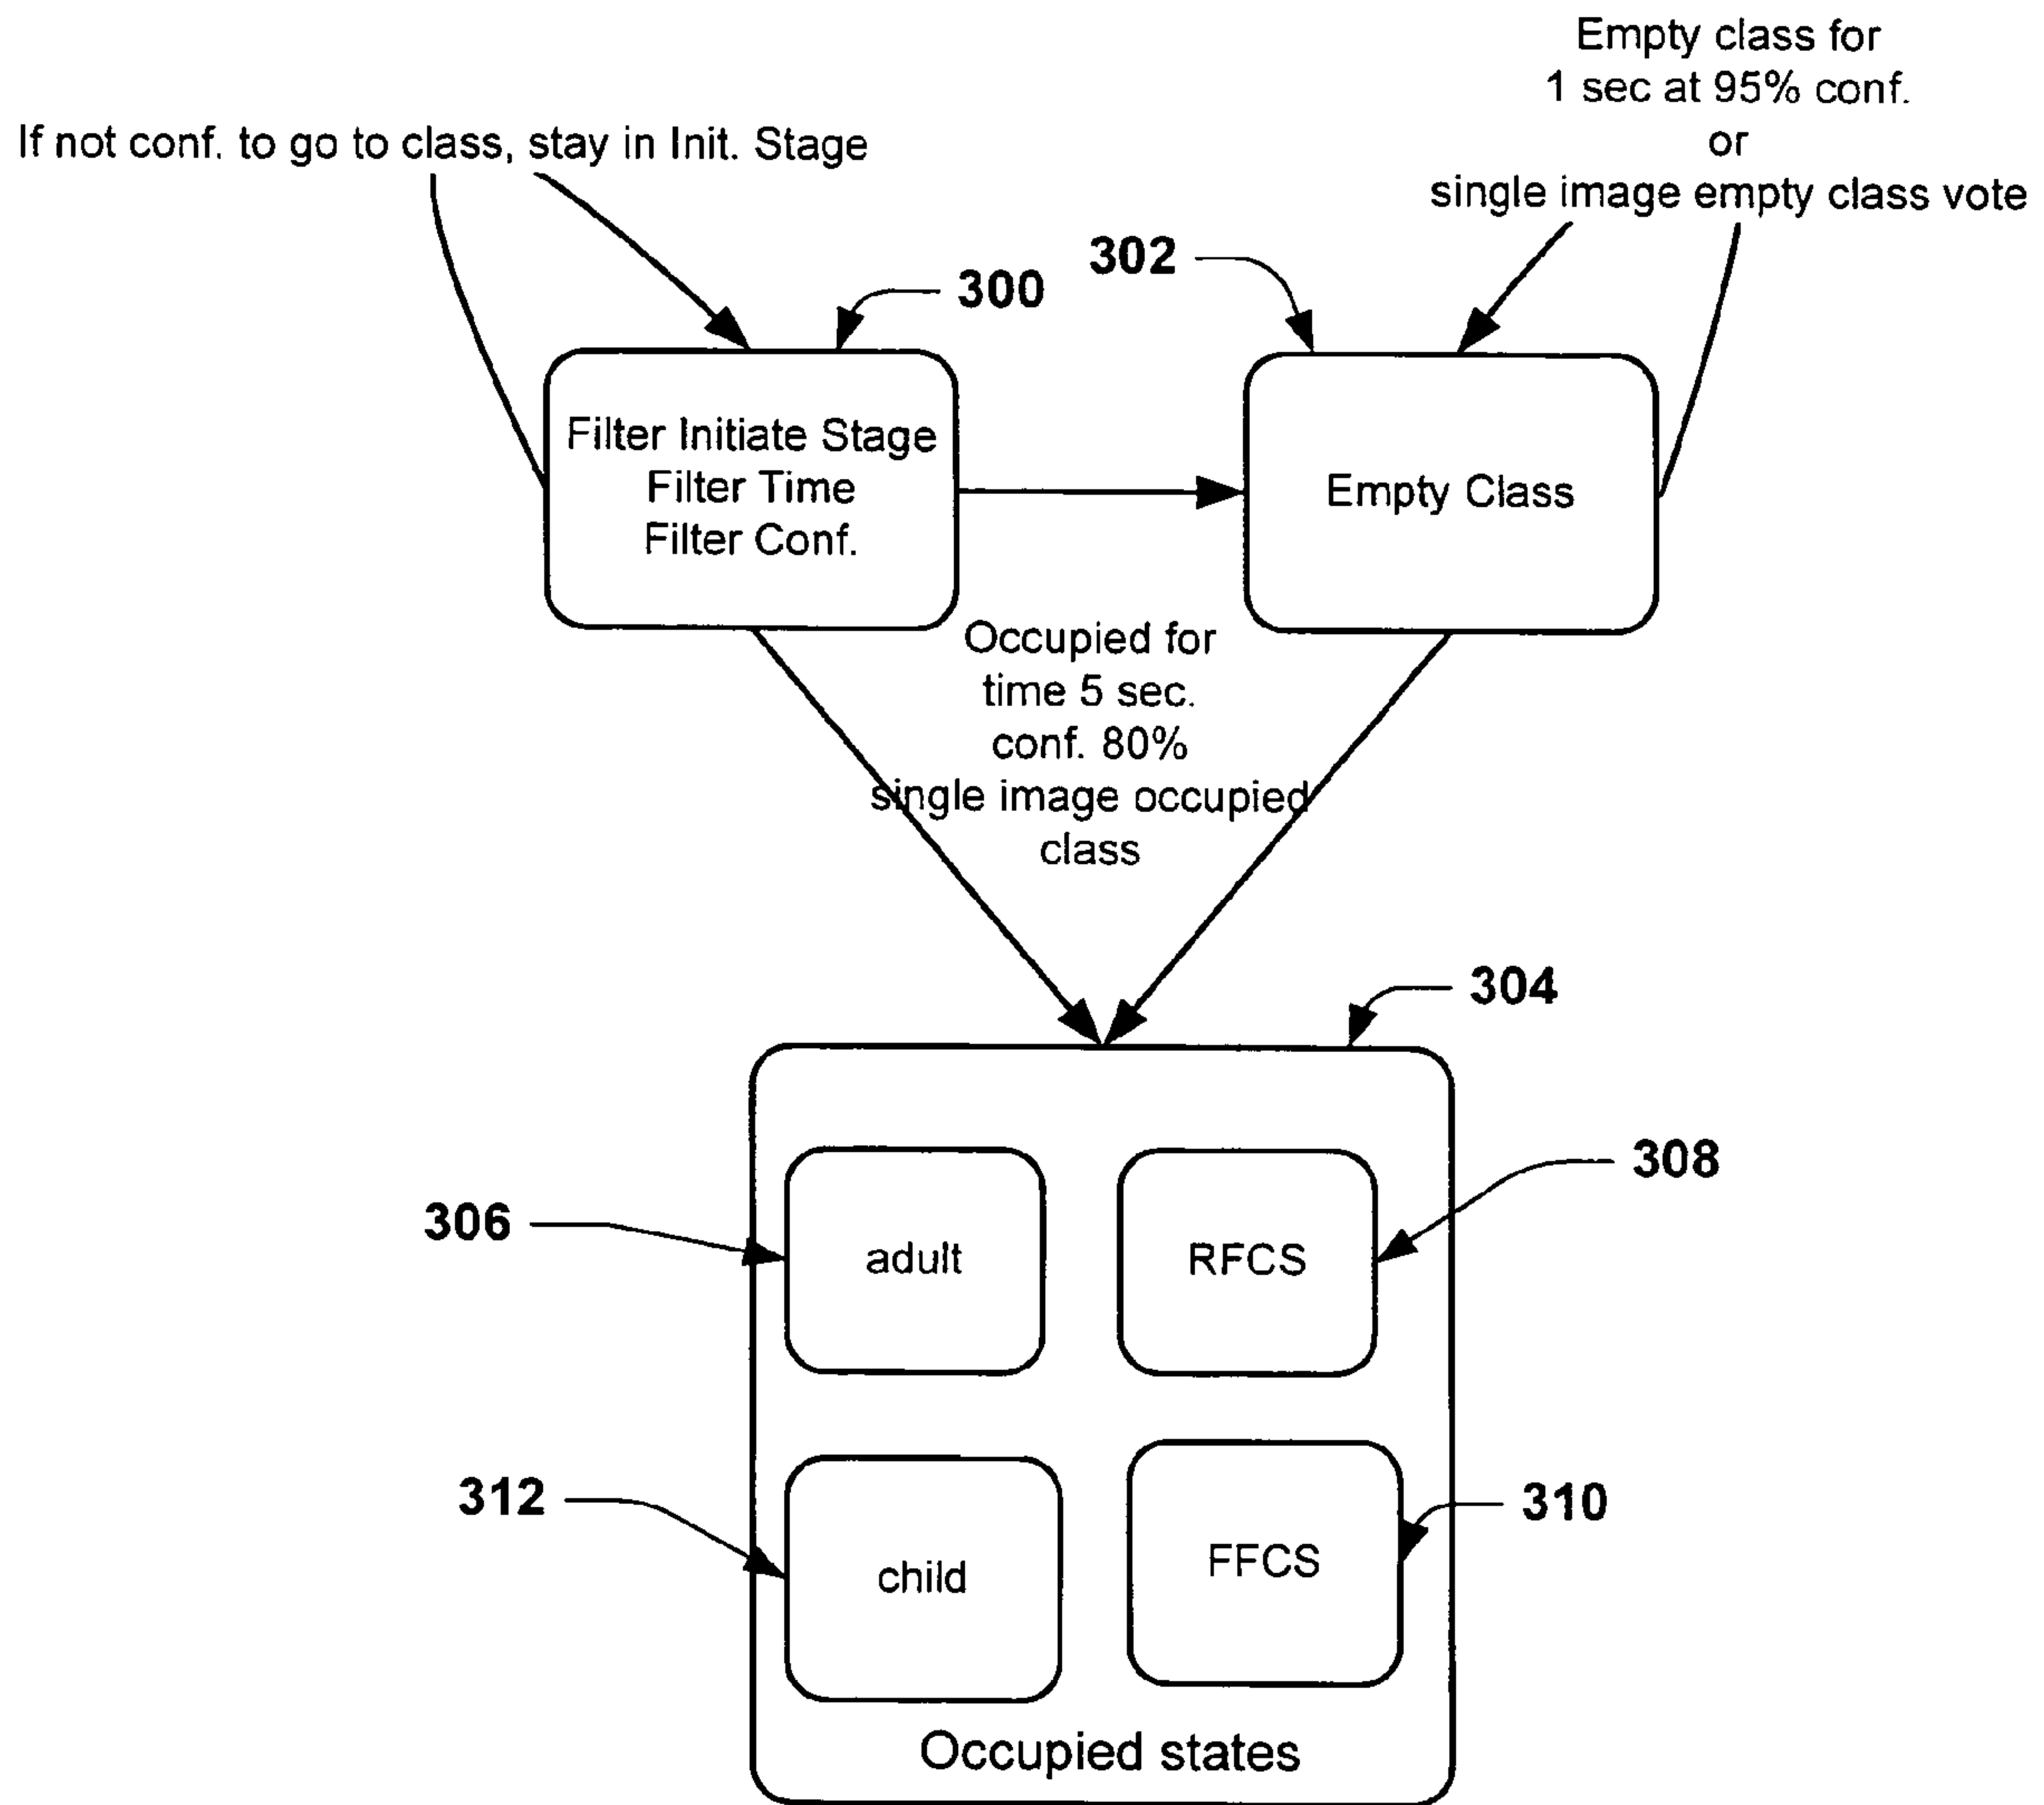 Empty class for
1 sec at 95% conf.
or
single image empty class vote
If not conf. to go to class, stay in Init. Stage
302
300
Filter Initiate Stage
Filter Time
Filter Conf.
Empty Class
Occupied for
time 5 sec.
conf. 80%
single image occupied
class
304
308
306
adult
RFCS
312
310
child
FFCS
Occupied states